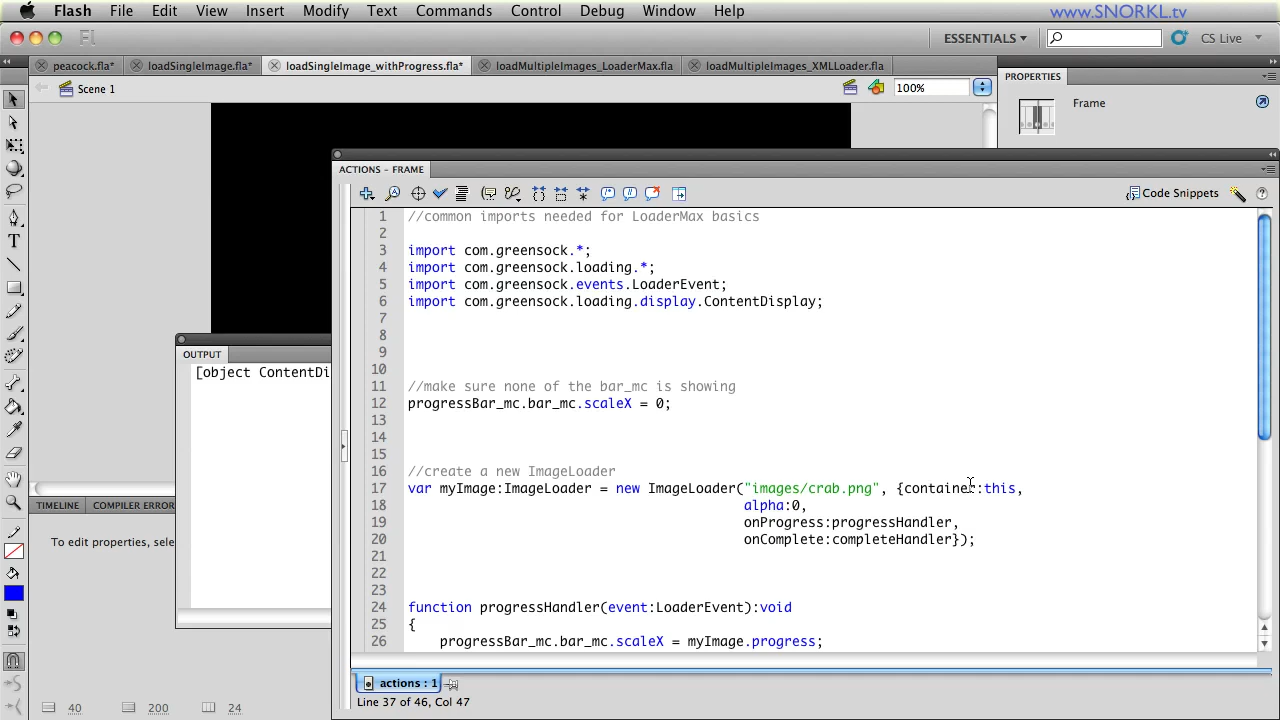 Flash File Edit View Insert Modify Text Commands Control Debug Window Help www.SNORKL.tv
Fl ESSENTIALS CS Live
peacock.fla* loadSingleImage.fla* loadSingleImage_withProgress.fla* loadMultipleImages_LoaderMax.fla loadMultipleImages_XMLLoader.fla
PROPERTIES
Scene 1 100%
Frame
ACTIONS - FRAME
Code Snippets
1 //common imports needed for LoaderMax basics
2
3 import com.greensock.*;
4 import com.greensock.loading.*;
5 import com.greensock.events.LoaderEvent;
6 import com.greensock.loading.display.ContentDisplay;
7
8
9
10
11 //make sure none of the bar_mc is showing
12 progressBar_mc.bar_mc.scaleX = 0;
13
14
15
16 //create a new ImageLoader
17 var myImage:ImageLoader = new ImageLoader("images/crab.png", {container:this,
18 alpha:0,
19 onProgress:progressHandler,
20 onComplete:completeHandler});
21
22
23
24 function progressHandler(event:LoaderEvent):void
25 {
26 progressBar_mc.bar_mc.scaleX = myImage.progress;
actions : 1
Line 37 of 46, Col 47
OUTPUT
[object ContentDi
TIMELINE COMPILER ERROR
To edit properties, sele
40 200 24